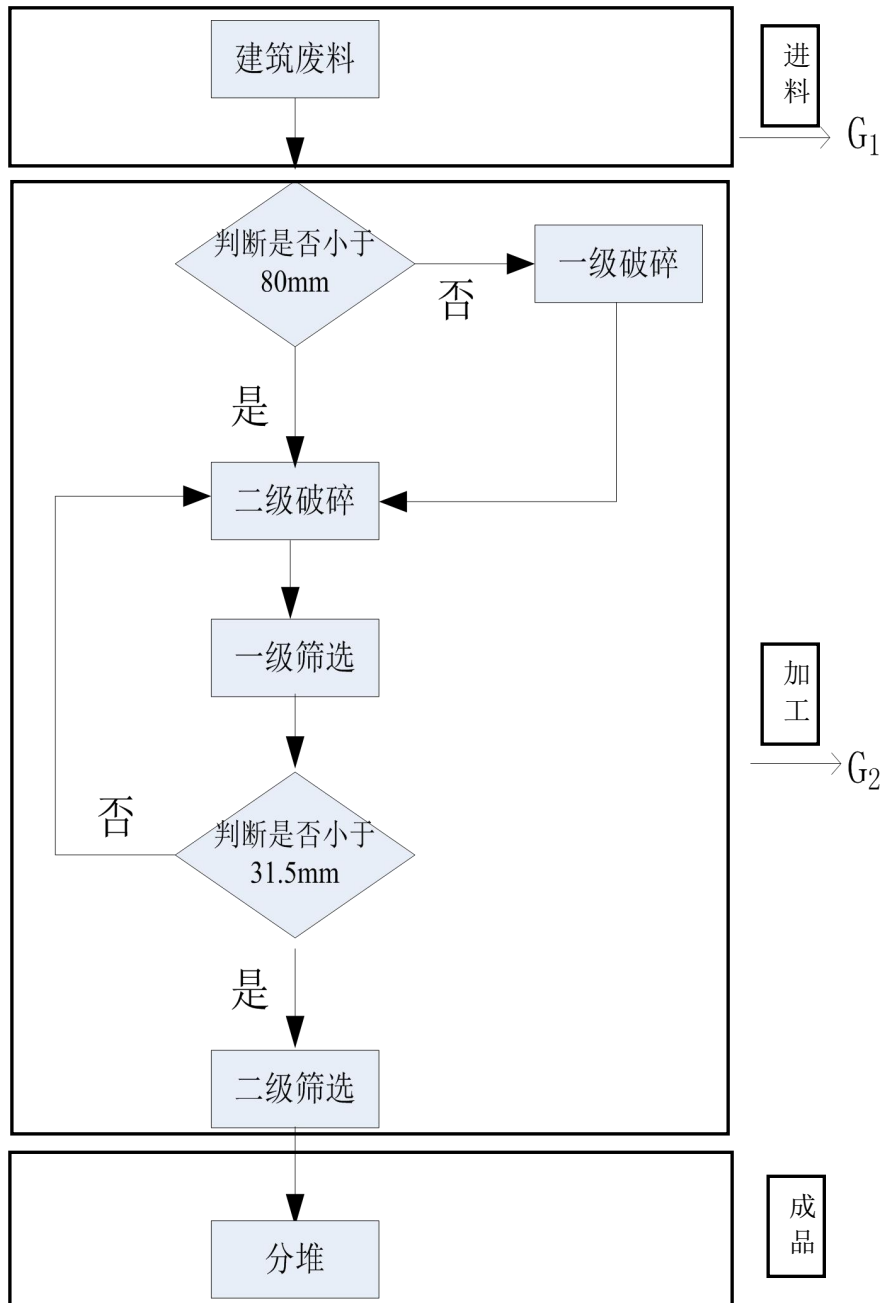 建筑废料
进
料
G₁
判断是否小于
80mm
一级破碎
否
是
二级破碎
一级筛选
加
工
G₂
否
判断是否小于
31.5mm
是
二级筛选
成
品
分堆